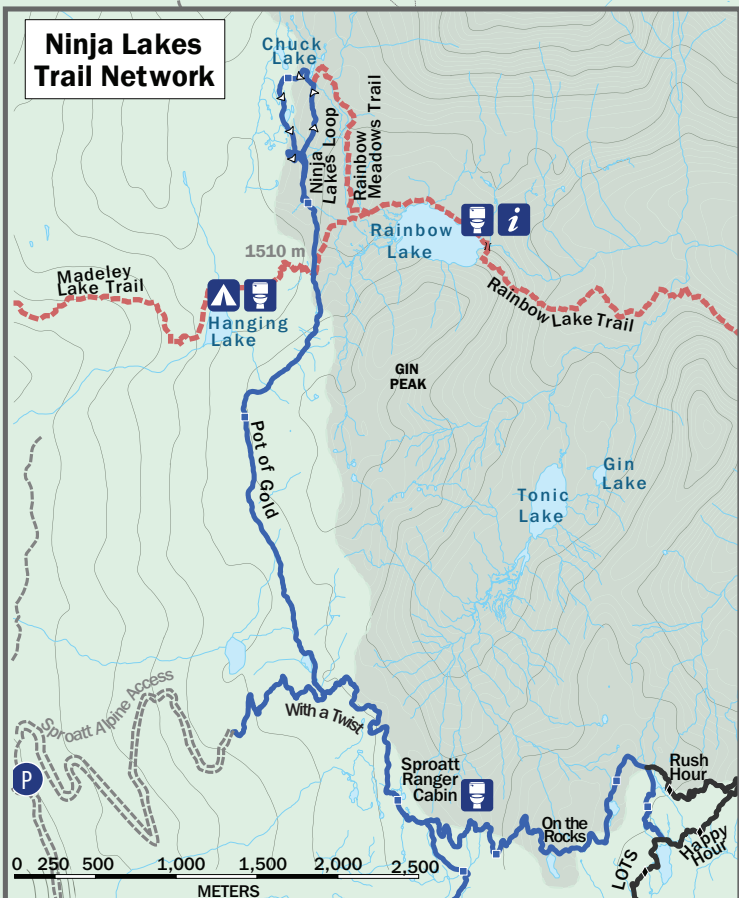 Ninja Lakes
Trail Network
Chuck
Lake
Ninja
Lakes Loop
Rainbow
Meadows Trail
Rainbow
Lake
i
1510 m
Madeley
Lake Trail
Hanging
Lake
Rainbow Lake Trail
GIN
PEAK
Pot of Gold
Gin
Lake
Tonic
Lake
Sproatt Alpine Access
With a Twist
P
Sproatt
Ranger
Cabin
Rush
Hour
On the
Rocks
Happy
Hour
LOTS
0 250 500 1,000 1,500 2,000 2,500
METERS